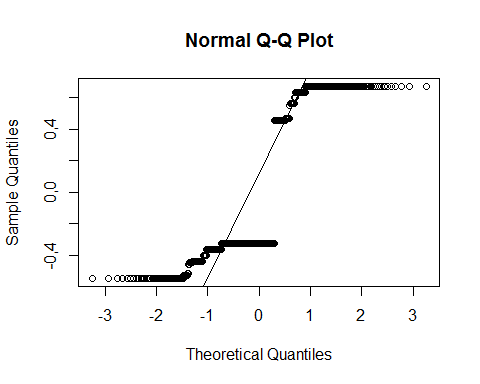 Normal Q-Q Plot
Sample Quantiles
0,4
0,0
-0,4
-3 -2 -1 0 1 2 3
Theoretical Quantiles